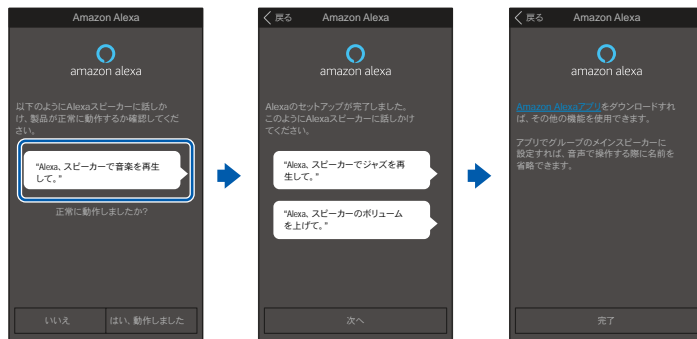 Amazon Alexa
amazon alexa
以下のようにAlexaスピーカーに話しか
け、製品が正常に動作するか確認してくだ
さい。
“Alexa、スピーカーで音楽を再生
して。”
正常に動作しましたか?
いいえ
はい、動作しました
戻る
Amazon Alexa
amazon alexa
Alexaのセットアップが完了しました。
このようにAlexaスピーカーに話しかけ
てください。
“Alexa、スピーカーでジャズを再
生して。”
“Alexa、スピーカーのボリューム
を上げて。”
次へ
戻る
Amazon Alexa
amazon alexa
Amazon Alexaアプリをダウンロードすれ
ば、その他の機能を使用できます。
アプリでグループのメインスピーカーに
設定すれば、音声で操作する際に名前を
省略できます。
完了